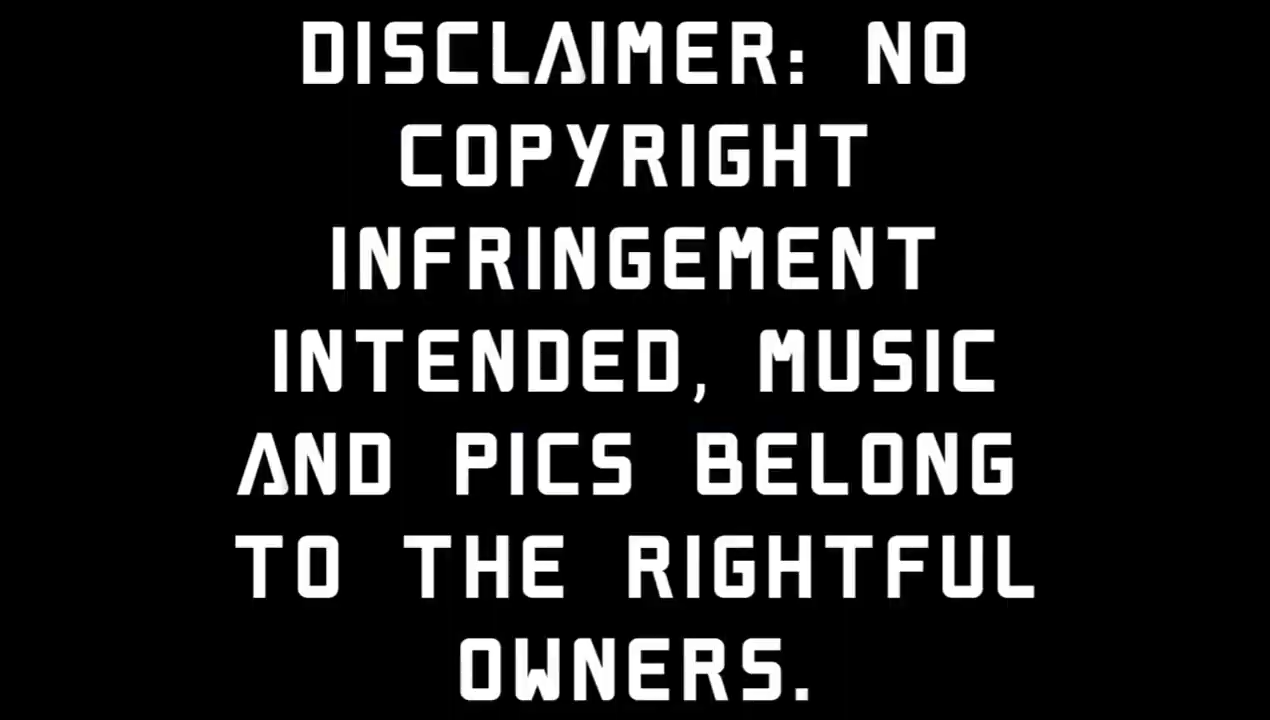 DISCLAIMER: NO
COPYRIGHT
INFRINGEMENT
INTENDED, MUSIC
AND PICS BELONG
TO THE RIGHTFUL
OWNERS.